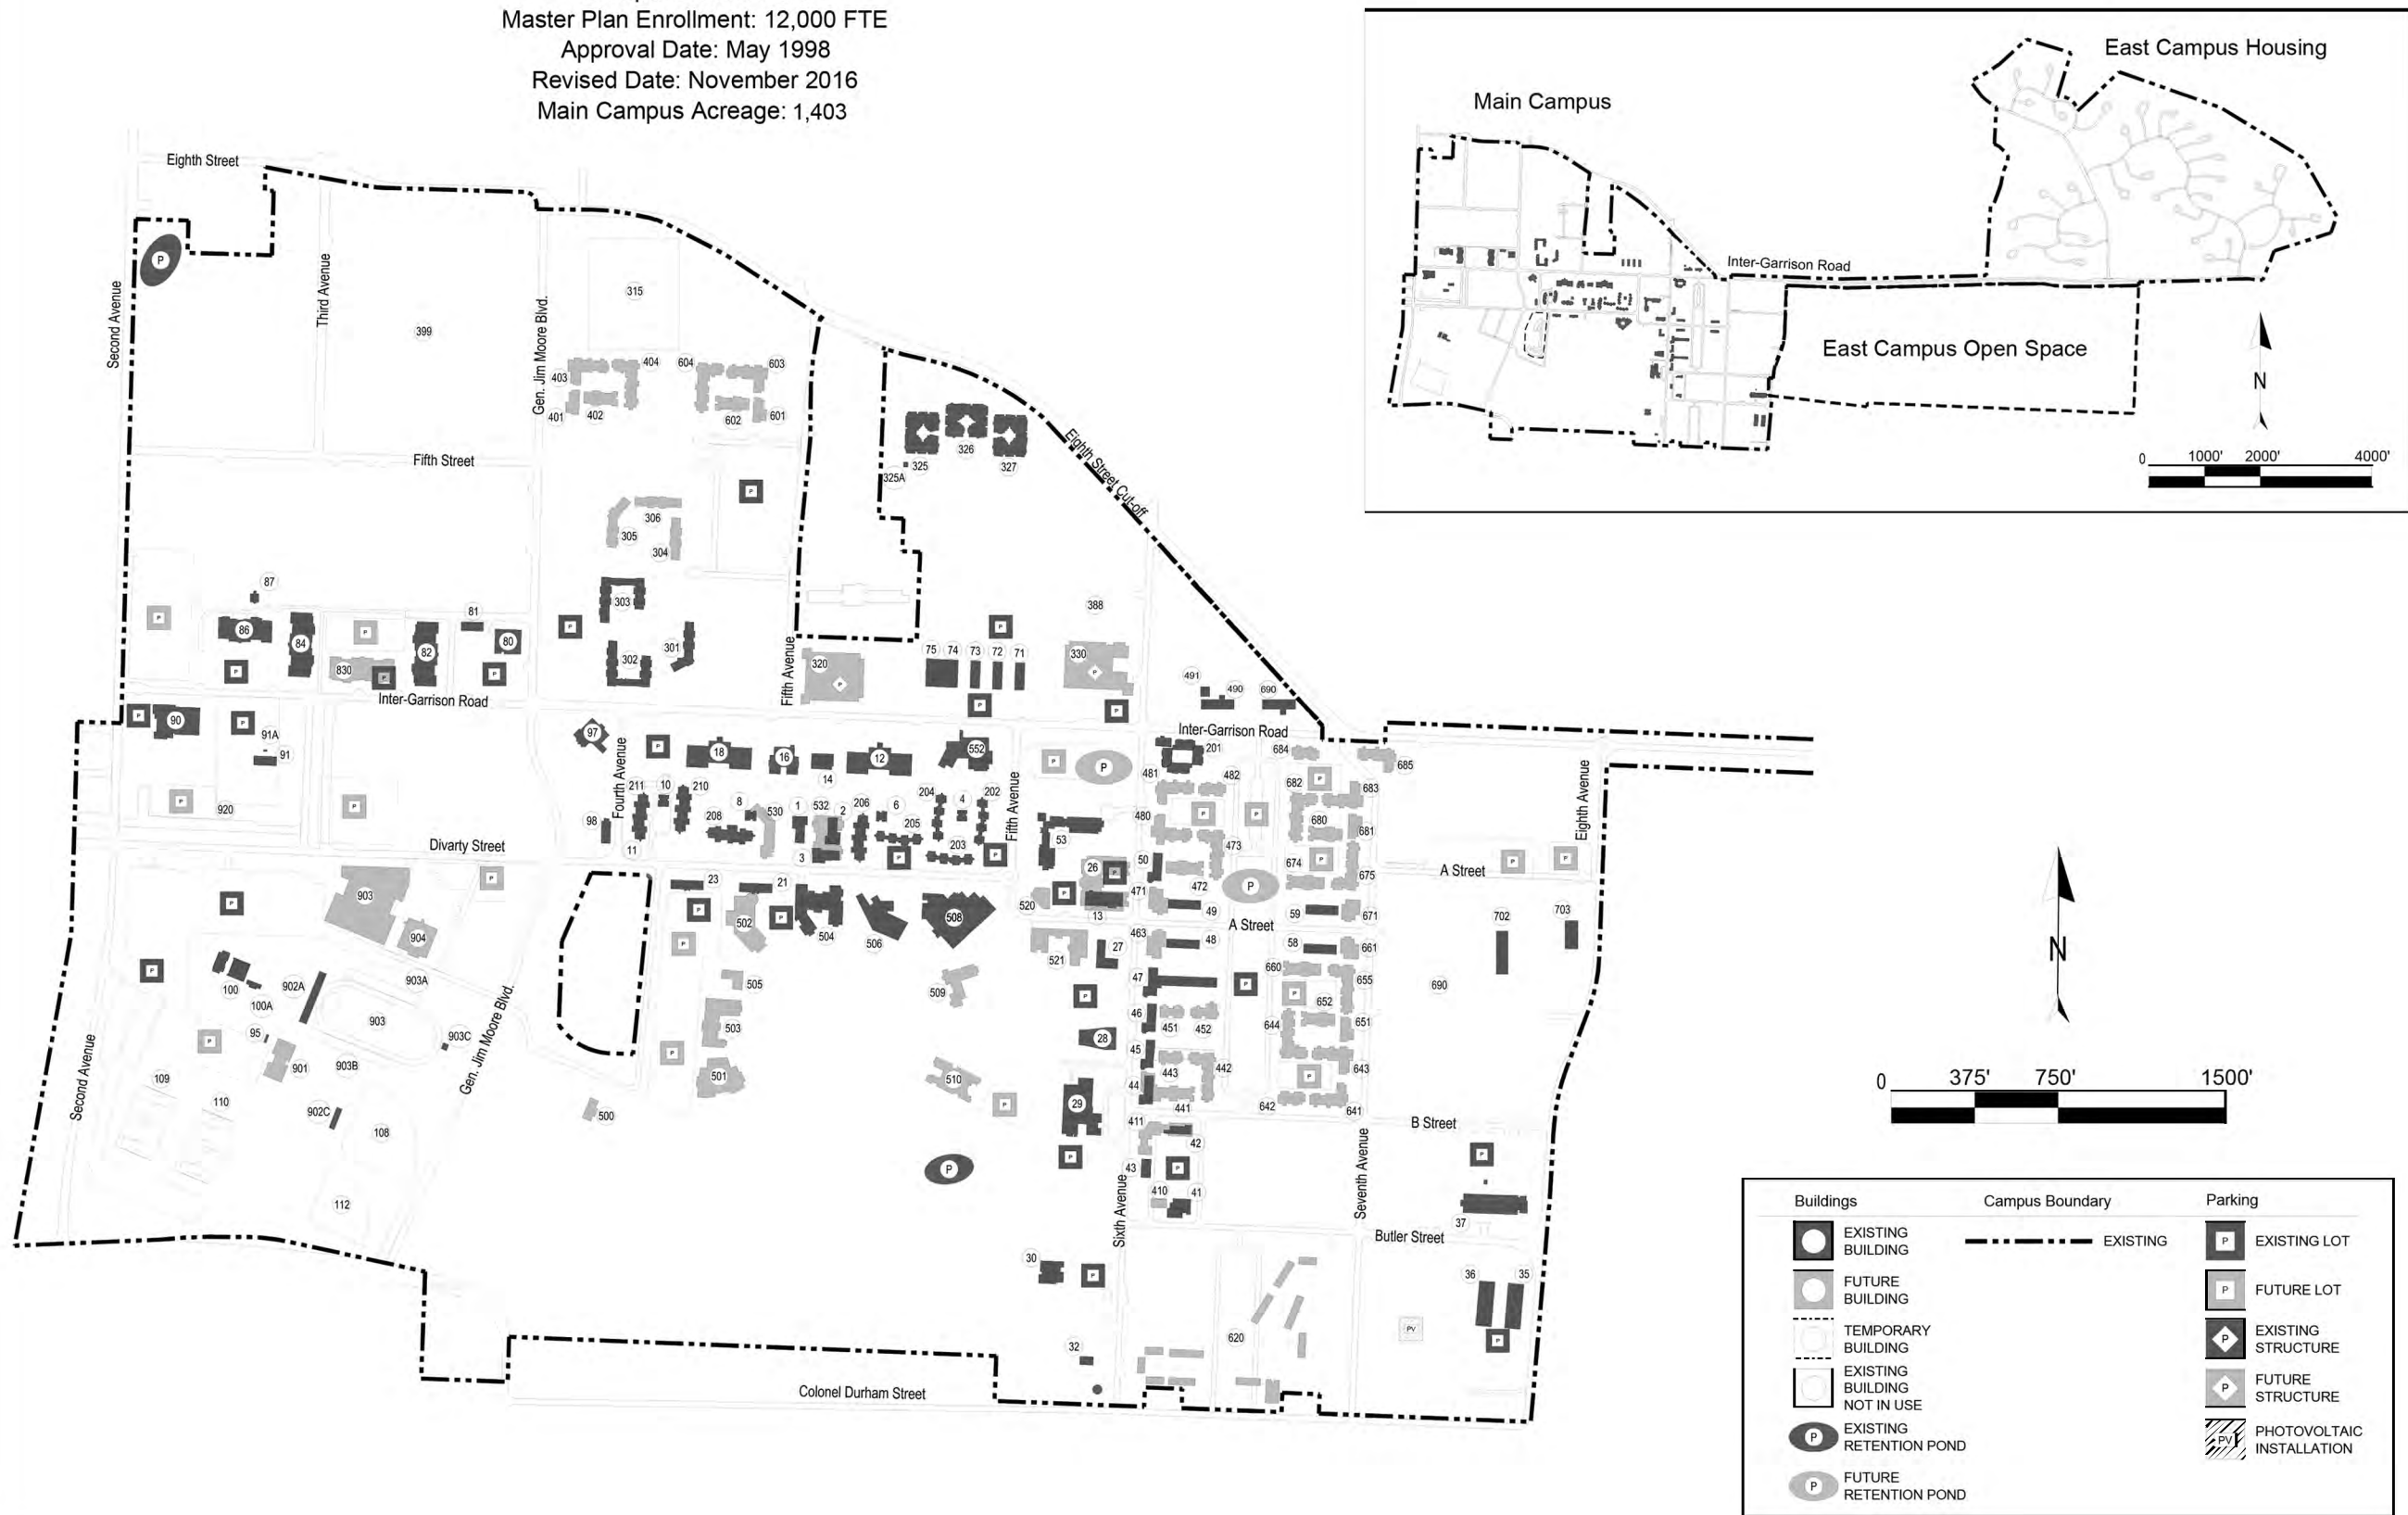 Master Plan Enrollment: 12,000 FTE
Approval Date: May 1998
Revised Date: November 2016
Main Campus Acreage: 1,403
East Campus Housing
Main Campus
Inter-Garrison Road
East Campus Open Space
N
0 1000' 2000' 4000'
Eighth Street
Second Avenue
P
Third Avenue
399
Gen. Jim Moore Blvd.
315
404
604
603
403
401
402
602
601
Fifth Street
Eighth Street Cut-off
325
326
327
325A
P
306
305
304
303
302
301
P
87
86
84
82
81
80
P
P
830
P
P
P
Inter-Garrison Road
388
Fifth Avenue
320
P
75
74
73
72
71
P
P
330
P
P
491
490
690
P
90
P
91A
91
P
920
P
97
Fourth Avenue
P
18
16
14
12
552
Fifth Avenue
P
P
Inter-Garrison Road
201
684
685
211
10
210
8
530
1
532
2
206
6
204
4
202
208
205
203
3
98
11
P
P
53
481
482
480
473
P
P
682
P
683
680
681
674
P
675
Eighth Avenue
Divarty Street
A Street
P
P
903
904
P
P
23
21
P
502
P
P
504
506
508
520
P
26
P
13
50
471
472
P
49
59
671
A Street
702
703
463
48
58
661
521
27
47
P
660
P
652
655
690
P
100
100A
902A
903A
903
903C
95
P
901
903B
109
110
902C
108
112
Second Avenue
Gen. Jim Moore Blvd.
505
503
P
501
500
509
510
P
P
P
28
29
P
46
451
452
45
443
442
44
441
644
651
643
P
642
641
B Street
411
42
43
P
410
41
Sixth Avenue
Seventh Avenue
P
37
Butler Street
30
P
36
35
P
PV
620
32
Colonel Durham Street
N
0 375' 750' 1500'
Buildings
Campus Boundary
Parking
EXISTING
BUILDING
EXISTING
P
EXISTING LOT
FUTURE
BUILDING
P
FUTURE LOT
TEMPORARY
BUILDING
P
EXISTING
STRUCTURE
EXISTING
BUILDING
NOT IN USE
P
FUTURE
STRUCTURE
P
EXISTING
RETENTION POND
PV
PHOTOVOLTAIC
INSTALLATION
P
FUTURE
RETENTION POND